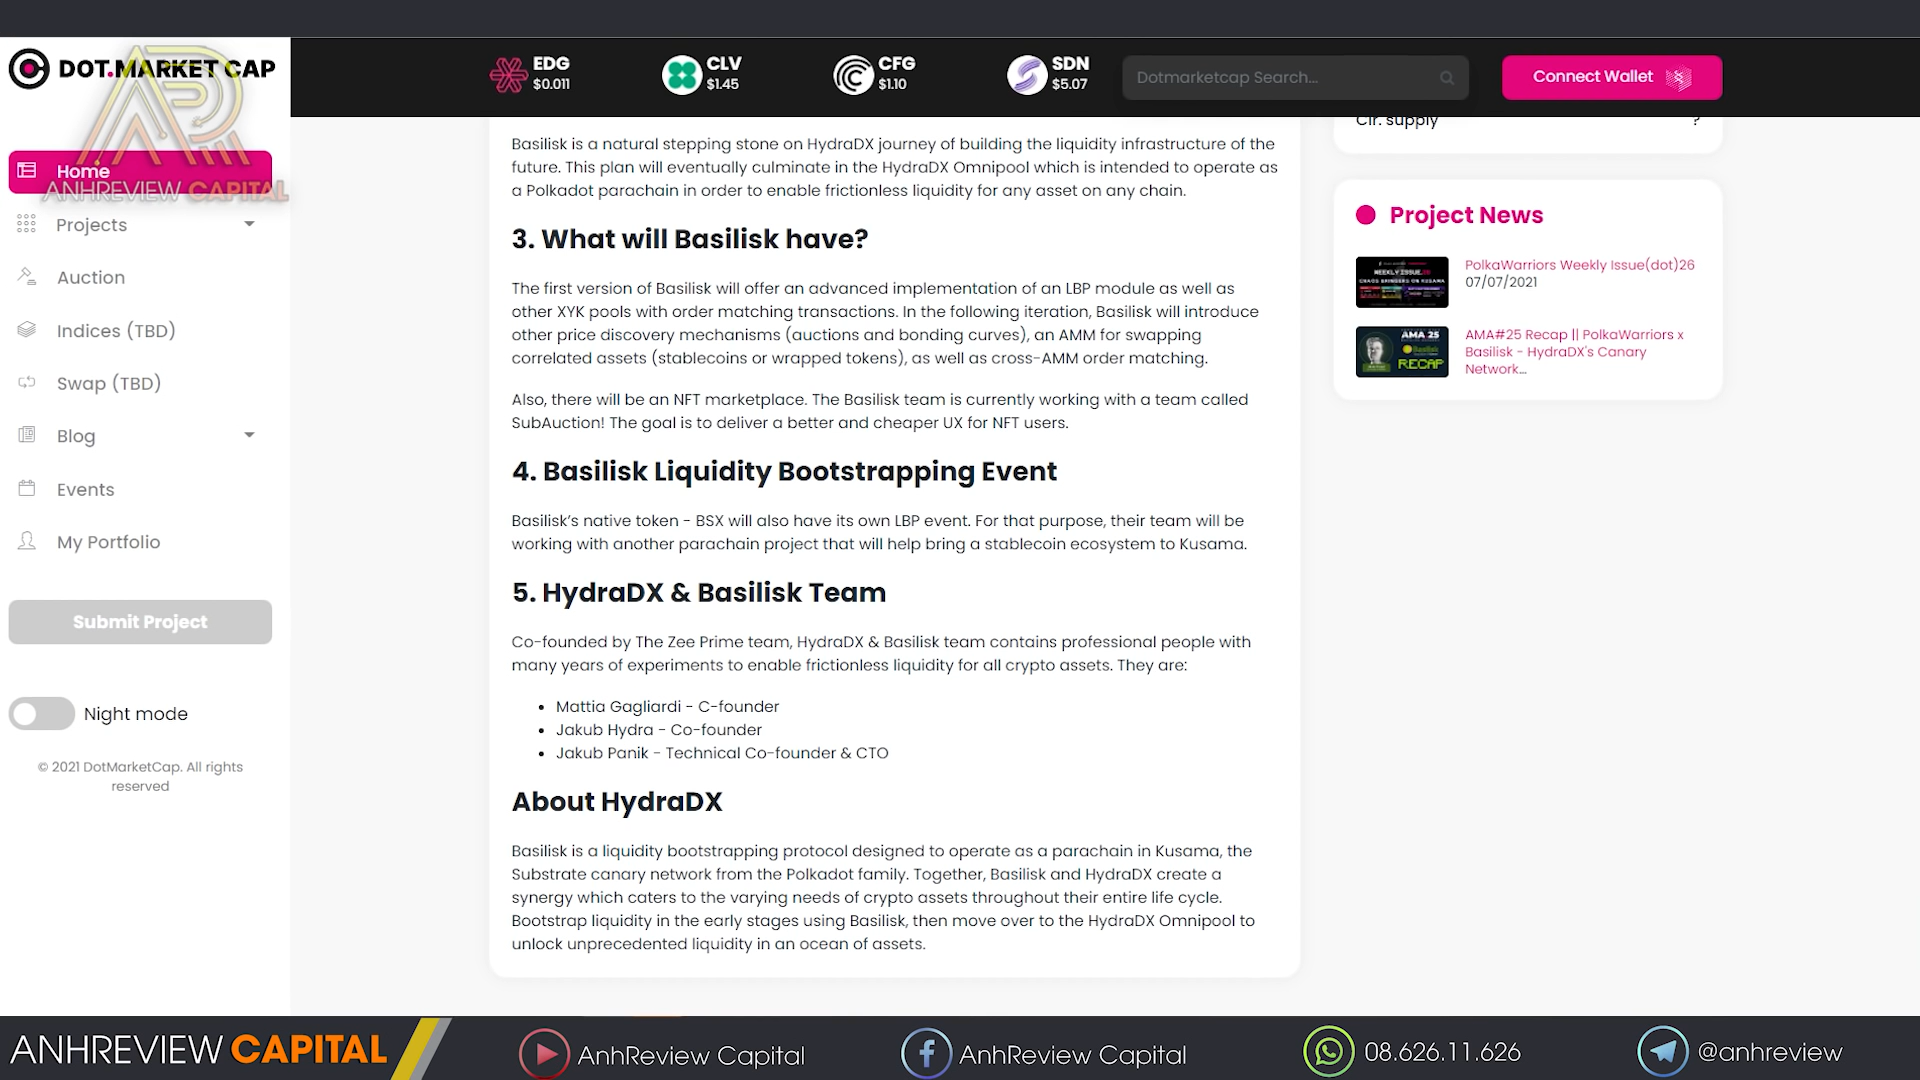 DOT.MARKET CAP
ANHREVIEW CAPITAL
Home
Projects
Auction
Indices (TBD)
Swap (TBD)
Blog
Events
My Portfolio
Submit Project
Night mode
© 2021 DotMarketCap. All rights
reserved
EDG
$0.011
CLV
$1.45
CFG
$1.10
SDN
$5.07
Dotmarketcap Search...
Connect Wallet
Basilisk is a natural stepping stone on HydraDX journey of building the liquidity infrastructure of the
future. This plan will eventually culminate in the HydraDX Omnipool which is intended to operate as
a Polkadot parachain in order to enable frictionless liquidity for any asset on any chain.
3. What will Basilisk have?
The first version of Basilisk will offer an advanced implementation of an LBP module as well as
other XYK pools with order matching transactions. In the following iteration, Basilisk will introduce
other price discovery mechanisms (auctions and bonding curves), an AMM for swapping
correlated assets (stablecoins or wrapped tokens), as well as cross-AMM order matching.
Also, there will be an NFT marketplace. The Basilisk team is currently working with a team called
SubAuction! The goal is to deliver a better and cheaper UX for NFT users.
4. Basilisk Liquidity Bootstrapping Event
Basilisk's native token - BSX will also have its own LBP event. For that purpose, their team will be
working with another parachain project that will help bring a stablecoin ecosystem to Kusama.
5. HydraDX & Basilisk Team
Co-founded by The Zee Prime team, HydraDX & Basilisk team contains professional people with
many years of experiments to enable frictionless liquidity for all crypto assets. They are:
• Mattia Gagliardi - C-founder
• Jakub Hydra - Co-founder
• Jakub Panik - Technical Co-founder & CTO
About HydraDX
Basilisk is a liquidity bootstrapping protocol designed to operate as a parachain in Kusama, the
Substrate canary network from the Polkadot family. Together, Basilisk and HydraDX create a
synergy which caters to the varying needs of crypto assets throughout their entire life cycle.
Bootstrap liquidity in the early stages using Basilisk, then move over to the HydraDX Omnipool to
unlock unprecedented liquidity in an ocean of assets.
Cir. supply ?
Project News
WEEKLY ISSUE.26
PolkaWarriors Weekly Issue(dot)26
07/07/2021
AMA 25
Basilisk
RECAP
AMA#25 Recap || PolkaWarriors x
Basilisk - HydraDX's Canary
Network...
ANHREVIEW CAPITAL
AnhReview Capital
AnhReview Capital
08.626.11.626
@anhreview